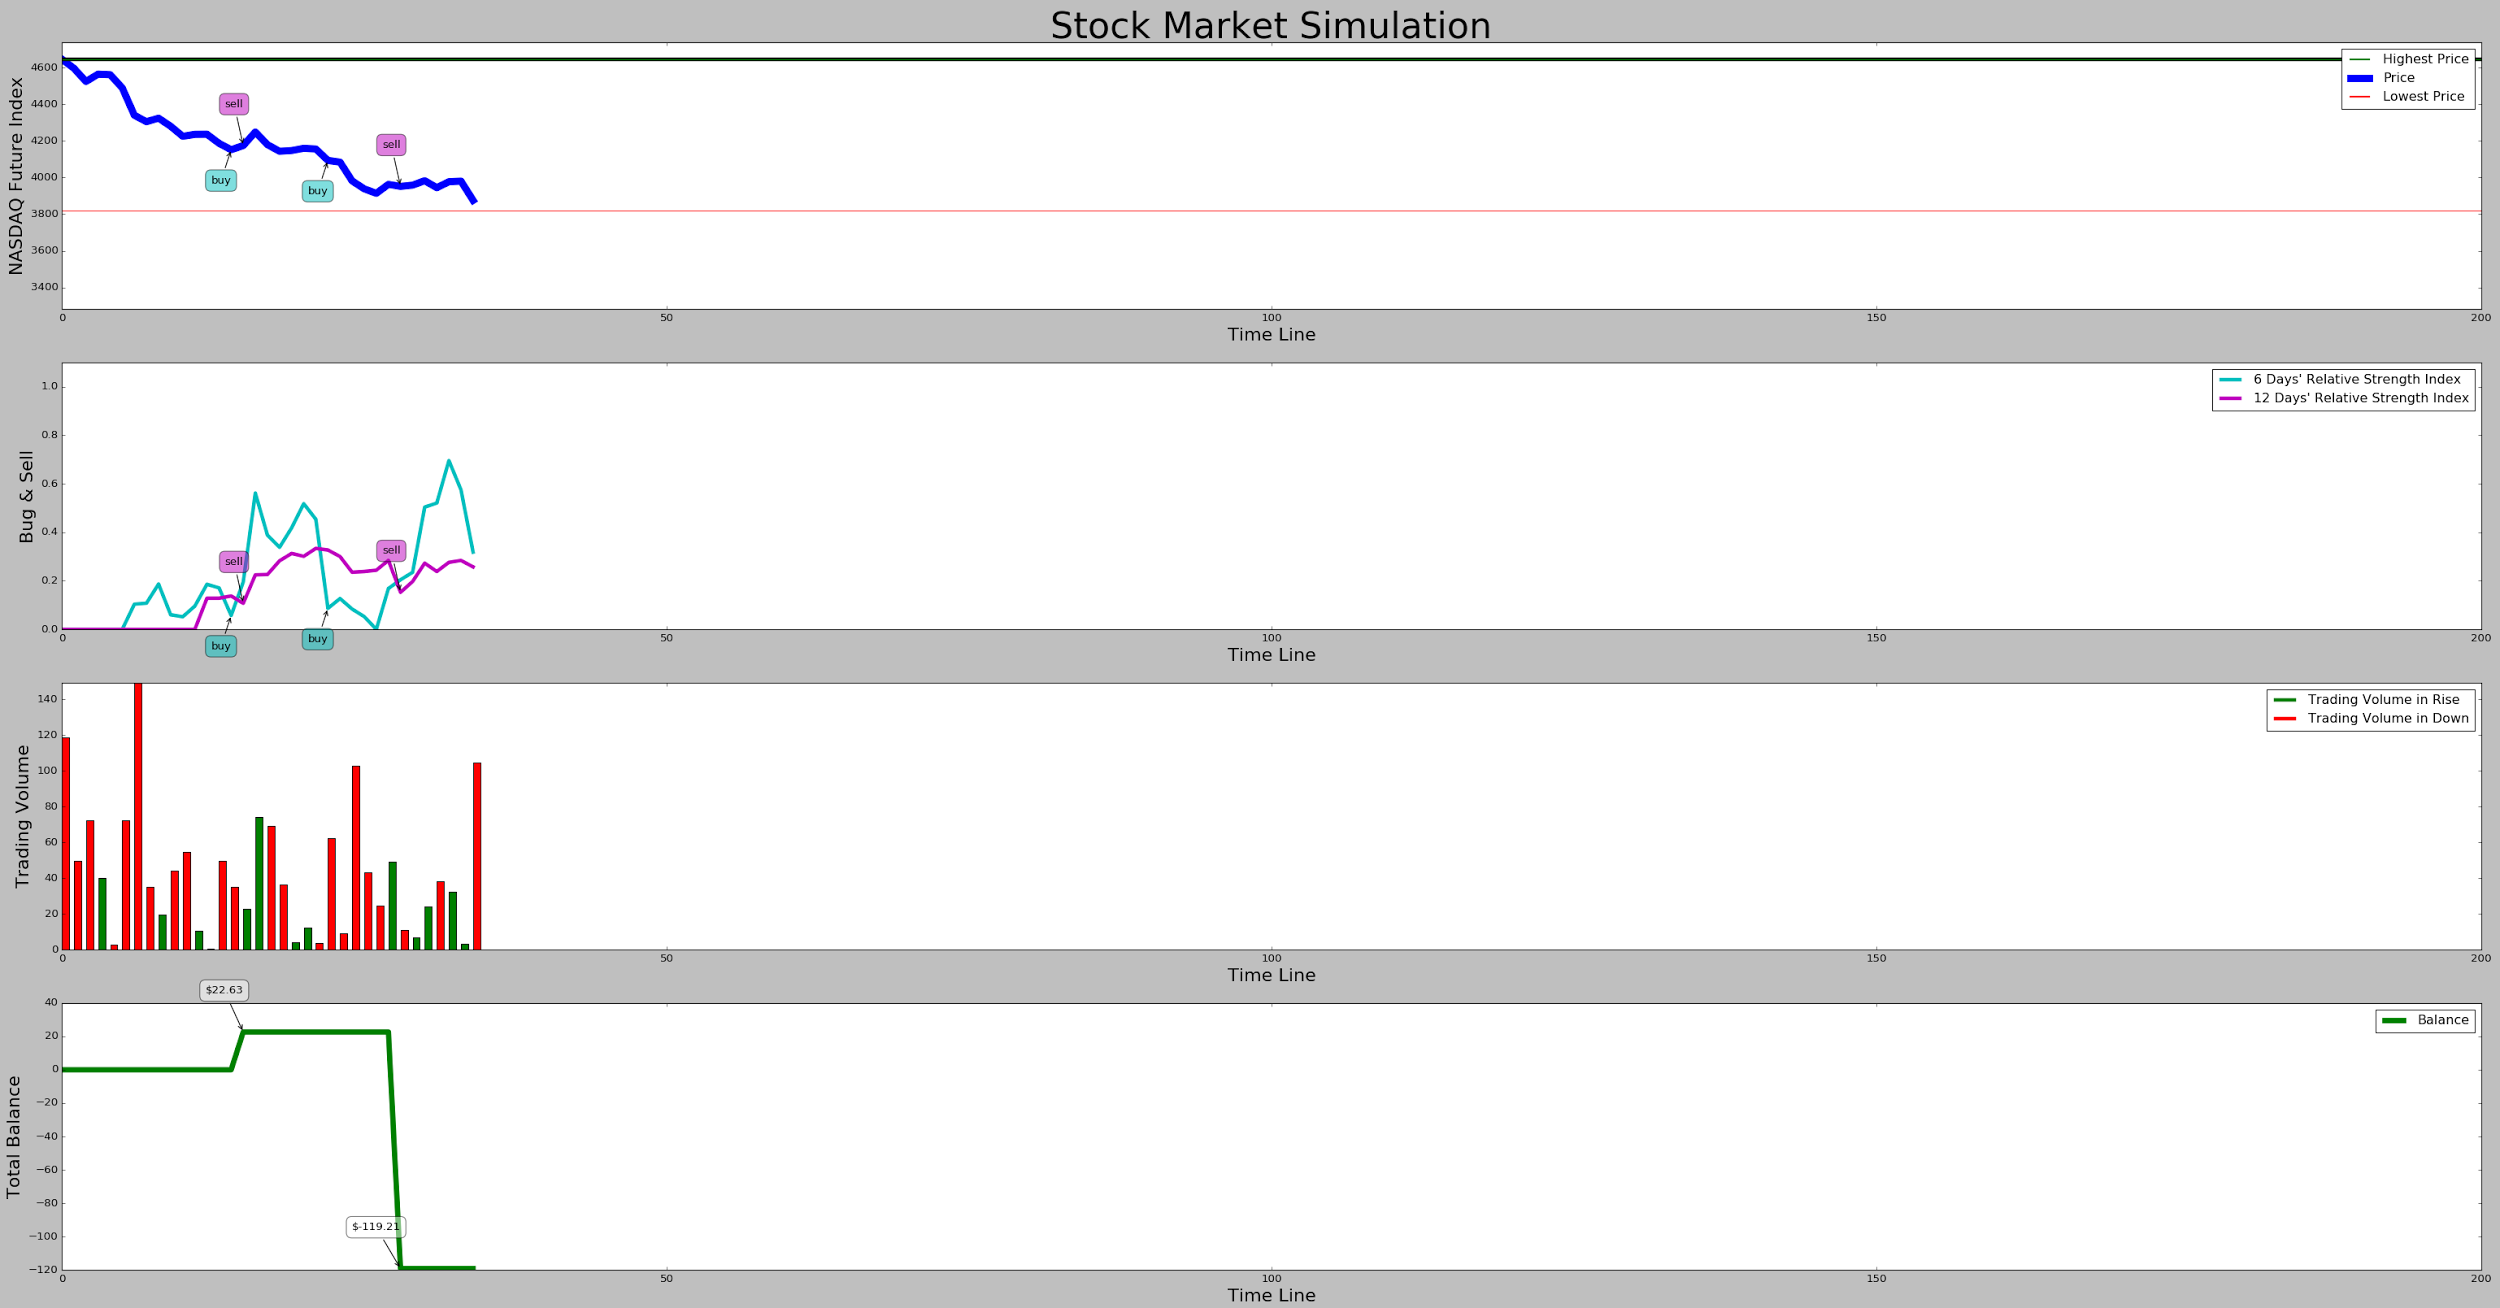 Stock Market Simulation
NASDAQ Future Index
4600
4400
4200
4000
3800
3600
3400
sell
buy
buy
sell
Highest Price
Price
Lowest Price
0 50 100 150 200
Time Line
Bug & Sell
1.0
0.8
0.6
0.4
0.2
0.0
sell
buy
buy
sell
6 Days' Relative Strength Index
12 Days' Relative Strength Index
0 50 100 150 200
Time Line
Trading Volume
140
120
100
80
60
40
20
0
Trading Volume in Rise
Trading Volume in Down
0 50 100 150 200
Time Line
Total Balance
40
20
0
−20
−40
−60
−80
−100
−120
$22.63
$-119.21
Balance
0 50 100 150 200
Time Line